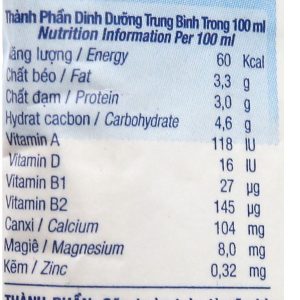 Thành Phần Dinh Dưỡng Trung Bình Trong 100 ml
Nutrition Information Per 100 ml
Năng lượng / Energy 60 Kcal
Chất béo / Fat 3,3 g
Chất đạm / Protein 3,0 g
Hydrat cacbon / Carbohydrate 4,6 g
Vitamin A 118 IU
Vitamin D 16 IU
Vitamin B1 27 µg
Vitamin B2 145 µg
Canxi / Calcium 104 mg
Magiê / Magnesium 8,0 mg
Kẽm / Zinc 0,32 mg
THÀNH PHẦN: